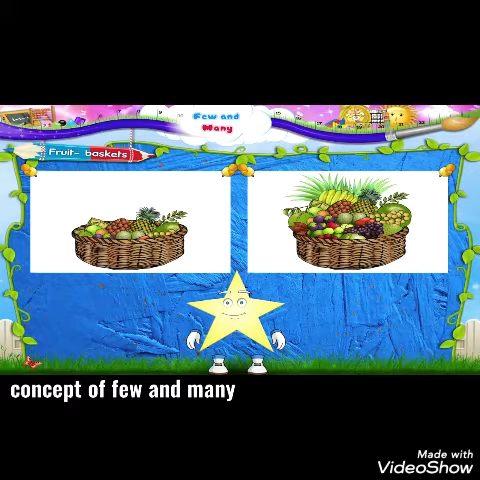 Few and
Many
Fruit- baskets
concept of few and many
Made with
VideoShow